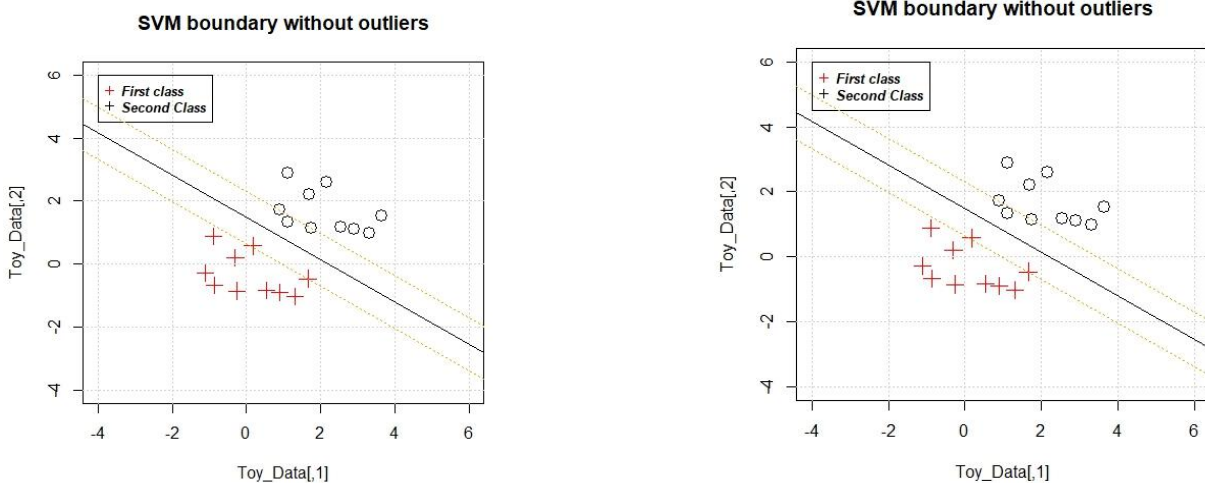 SVM boundary without outliers
6
4
2
0
-2
-4
Toy_Data[,2]
First class
Second Class
-4 -2 0 2 4 6
Toy_Data[,1]
SVM boundary without outliers
6
4
2
0
-2
-4
Toy_Data[,2]
First class
Second Class
-4 -2 0 2 4 6
Toy_Data[,1]